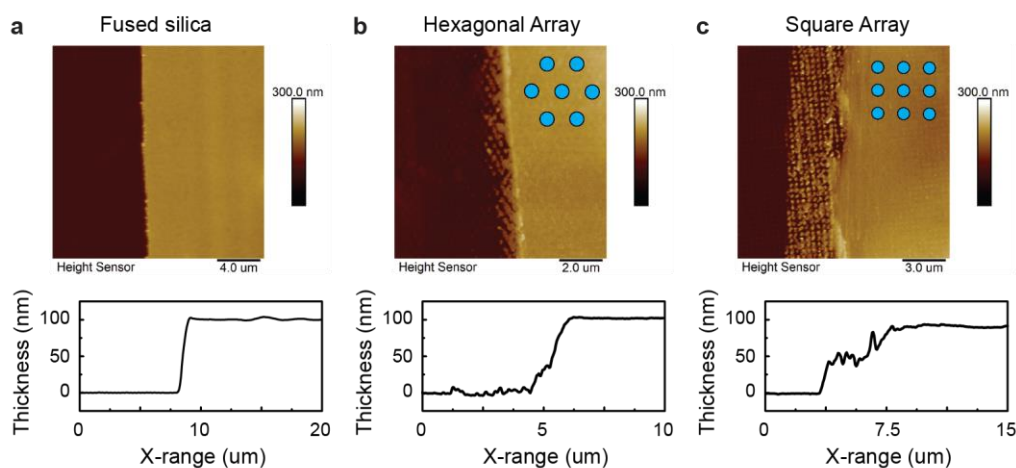 a Fused silica
300.0 nm
Height Sensor
4.0 um
Thickness (nm)
100
50
0
0 10 20
X-range (um)
b Hexagonal Array
300.0 nm
Height Sensor
2.0 um
Thickness (nm)
100
50
0
0 5 10
X-range (um)
c Square Array
300.0 nm
Height Sensor
3.0 um
Thickness (nm)
100
50
0
0 7.5 15
X-range (um)